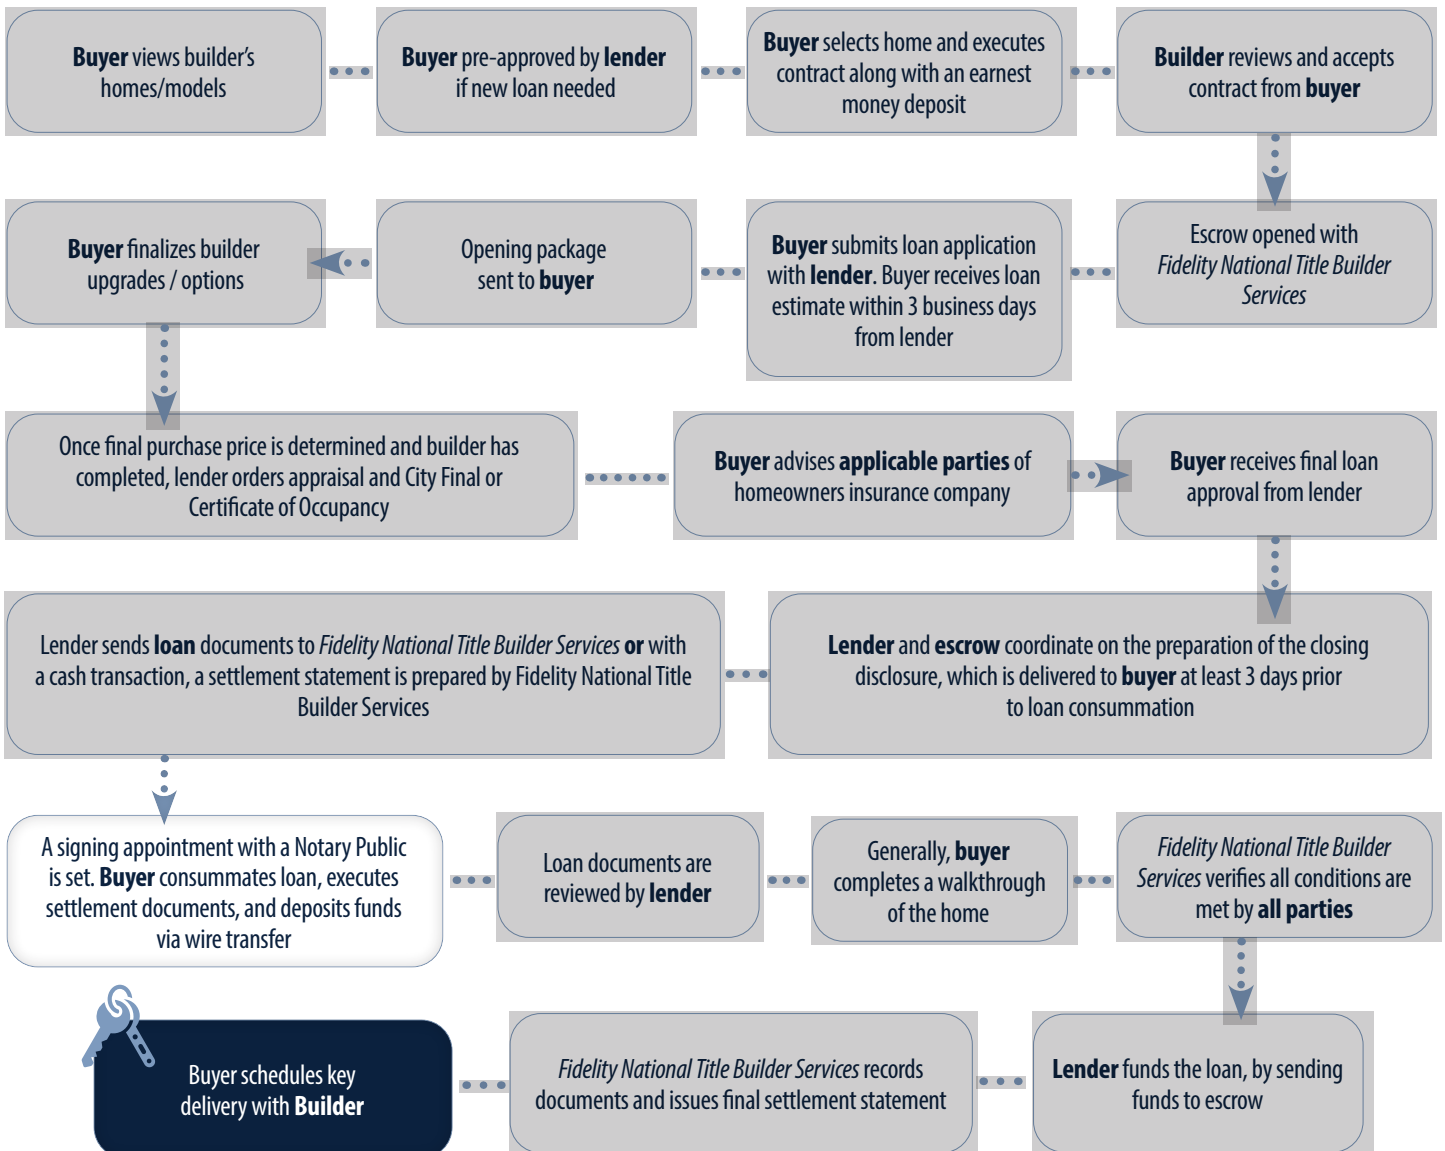 Buyer views builder's
homes/models
Buyer pre-approved by lender
if new loan needed
Buyer selects home and executes
contract along with an earnest
money deposit
Builder reviews and accepts
contract from buyer
Escrow opened with
Fidelity National Title Builder
Services
Buyer submits loan application
with lender. Buyer receives loan
estimate within 3 business days
from lender
Opening package
sent to buyer
Buyer finalizes builder
upgrades / options
Once final purchase price is determined and builder has
completed, lender orders appraisal and City Final or
Certificate of Occupancy
Buyer advises applicable parties of
homeowners insurance company
Buyer receives final loan
approval from lender
Lender and escrow coordinate on the preparation of the closing
disclosure, which is delivered to buyer at least 3 days prior
to loan consummation
Lender sends loan documents to Fidelity National Title Builder Services or with
a cash transaction, a settlement statement is prepared by Fidelity National Title
Builder Services
A signing appointment with a Notary Public
is set. Buyer consummates loan, executes
settlement documents, and deposits funds
via wire transfer
Loan documents are
reviewed by lender
Generally, buyer
completes a walkthrough
of the home
Fidelity National Title Builder
Services verifies all conditions are
met by all parties
Lender funds the loan, by sending
funds to escrow
Fidelity National Title Builder Services records
documents and issues final settlement statement
Buyer schedules key
delivery with Builder